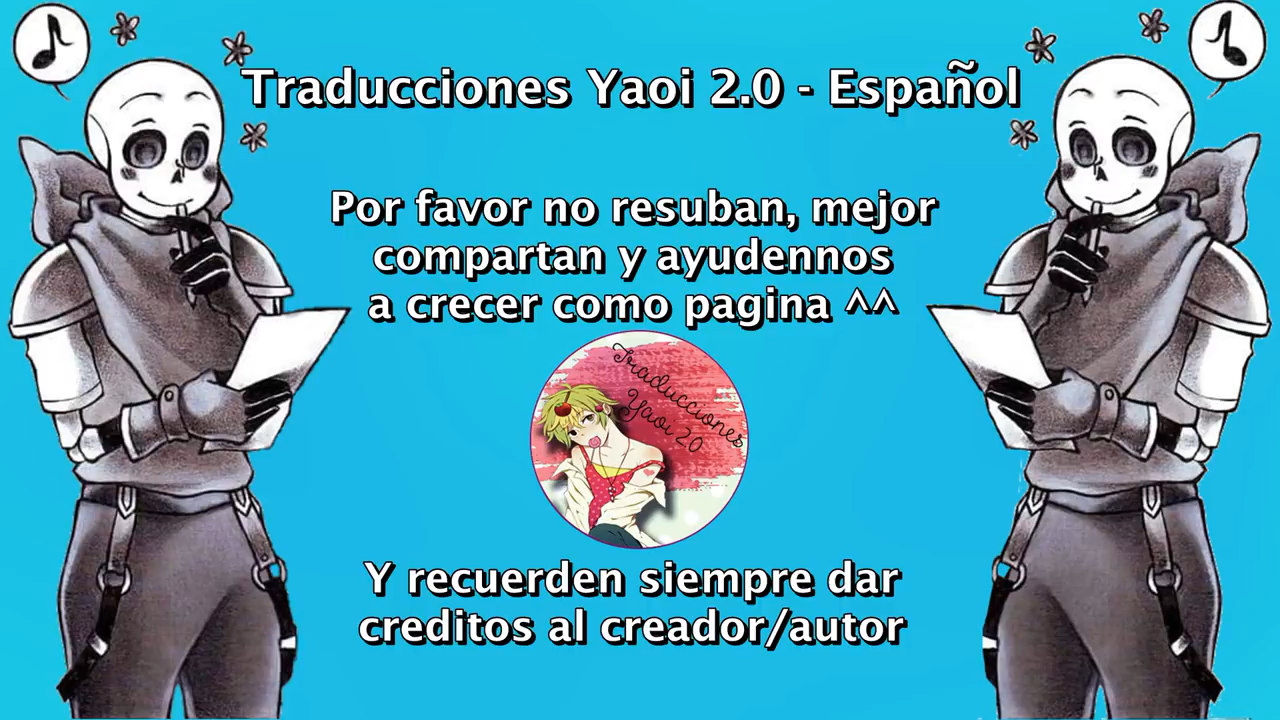 Traducciones Yaoi 2.0 - Español
Por favor no resuban, mejor
compartan y ayudennos
a crecer como pagina ^^
Traducciones
Yaoi 2.0
Y recuerden siempre dar
creditos al creador/autor